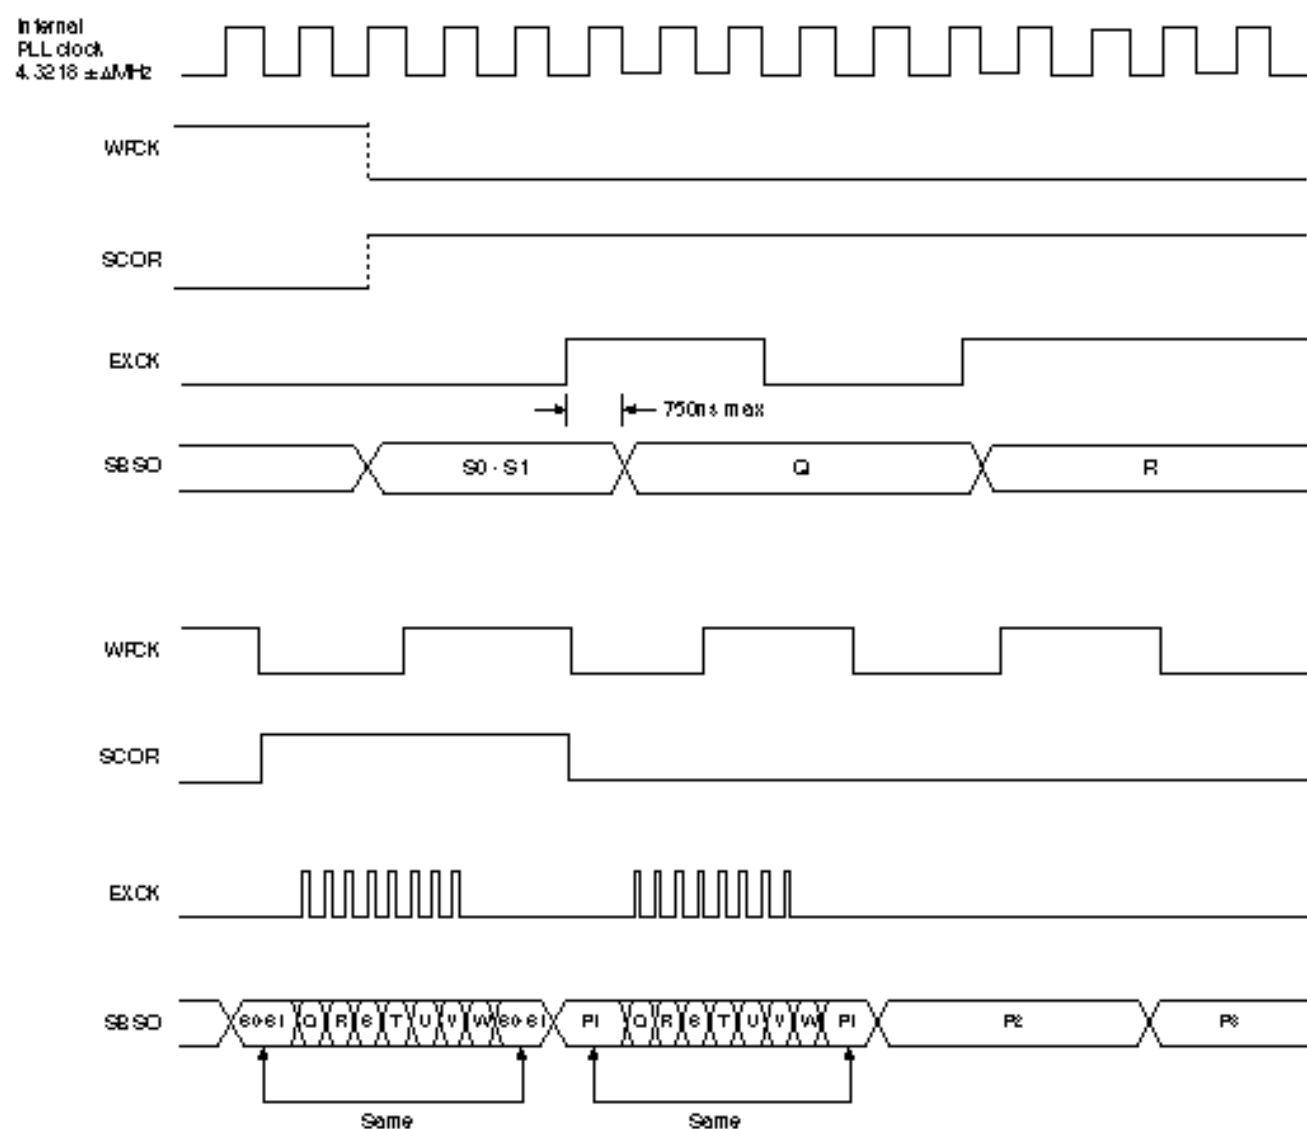 Internal
PLL clock
4.3218 ± ΔMHz
WFCK
SCOR
EXCK
750ns max
SBSO
S0 · S1
Q
R
WFCK
SCOR
EXCK
SBSO
S0·S1 Q R S T U V W S0·S1 P1 Q R S T U V W P1 P2 P3
Same
Same